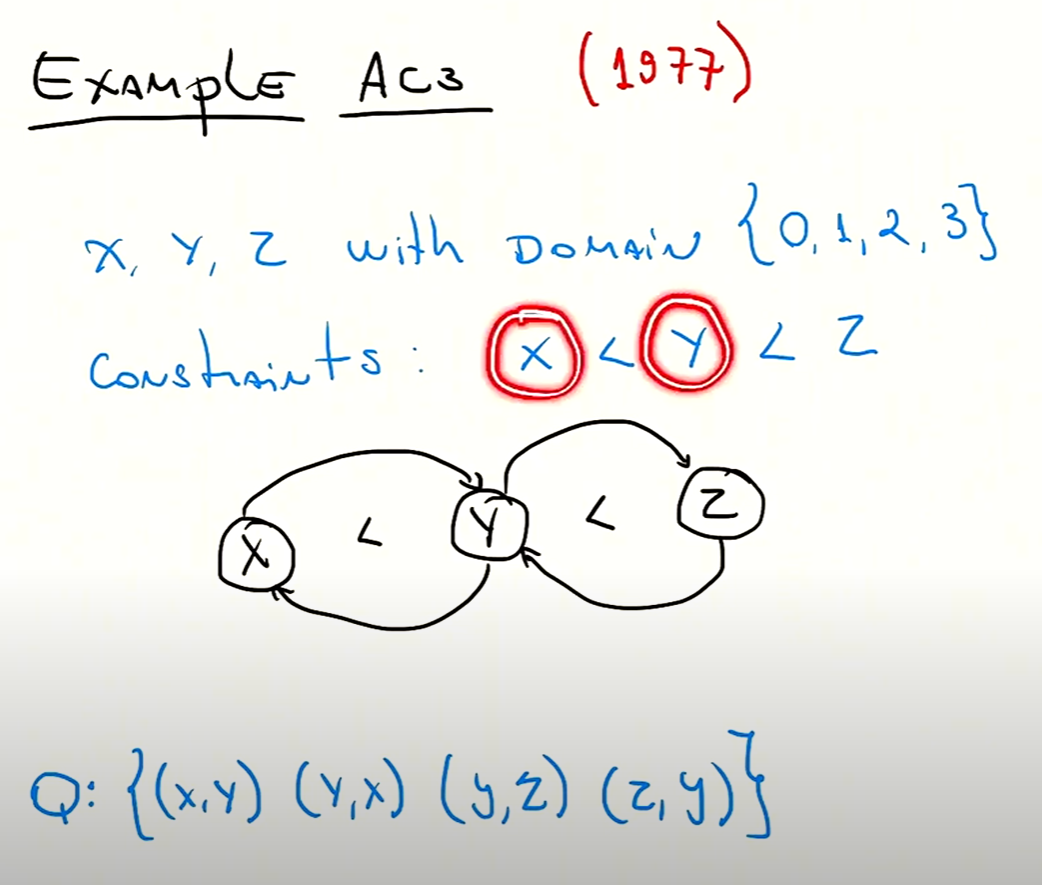 EXAMPLE AC3 (1977)
X, Y, Z with DOMAIN {0, 1, 2, 3}
Constraints: X < Y < Z
X < Y < Z
Q: {(X,Y) (Y,X) (y,z) (z,y)}